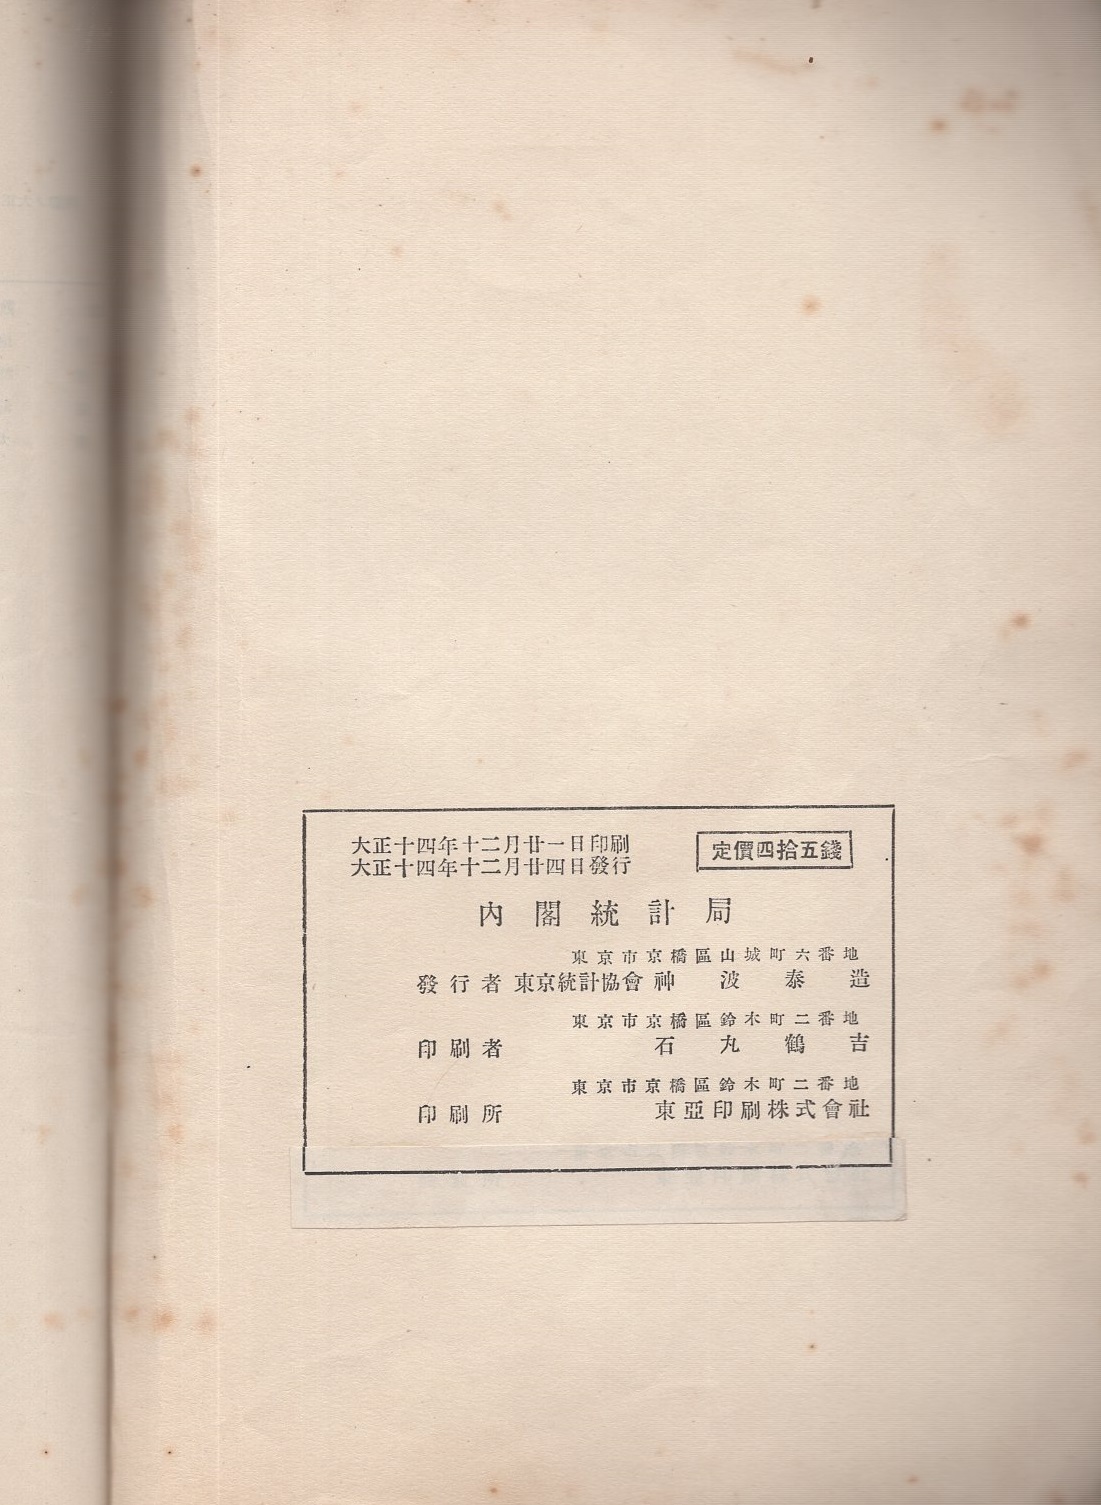 大正十四年十二月廿一日印刷
大正十四年十二月廿四日發行
定價四拾五錢
內閣統計局
東京市京橋區山城町六番地
發行者 東京統計協會 神波泰造
東京市京橋區鈴木町二番地
印刷者 石丸鶴吉
東京市京橋區鈴木町二番地
印刷所 東亞印刷株式會社